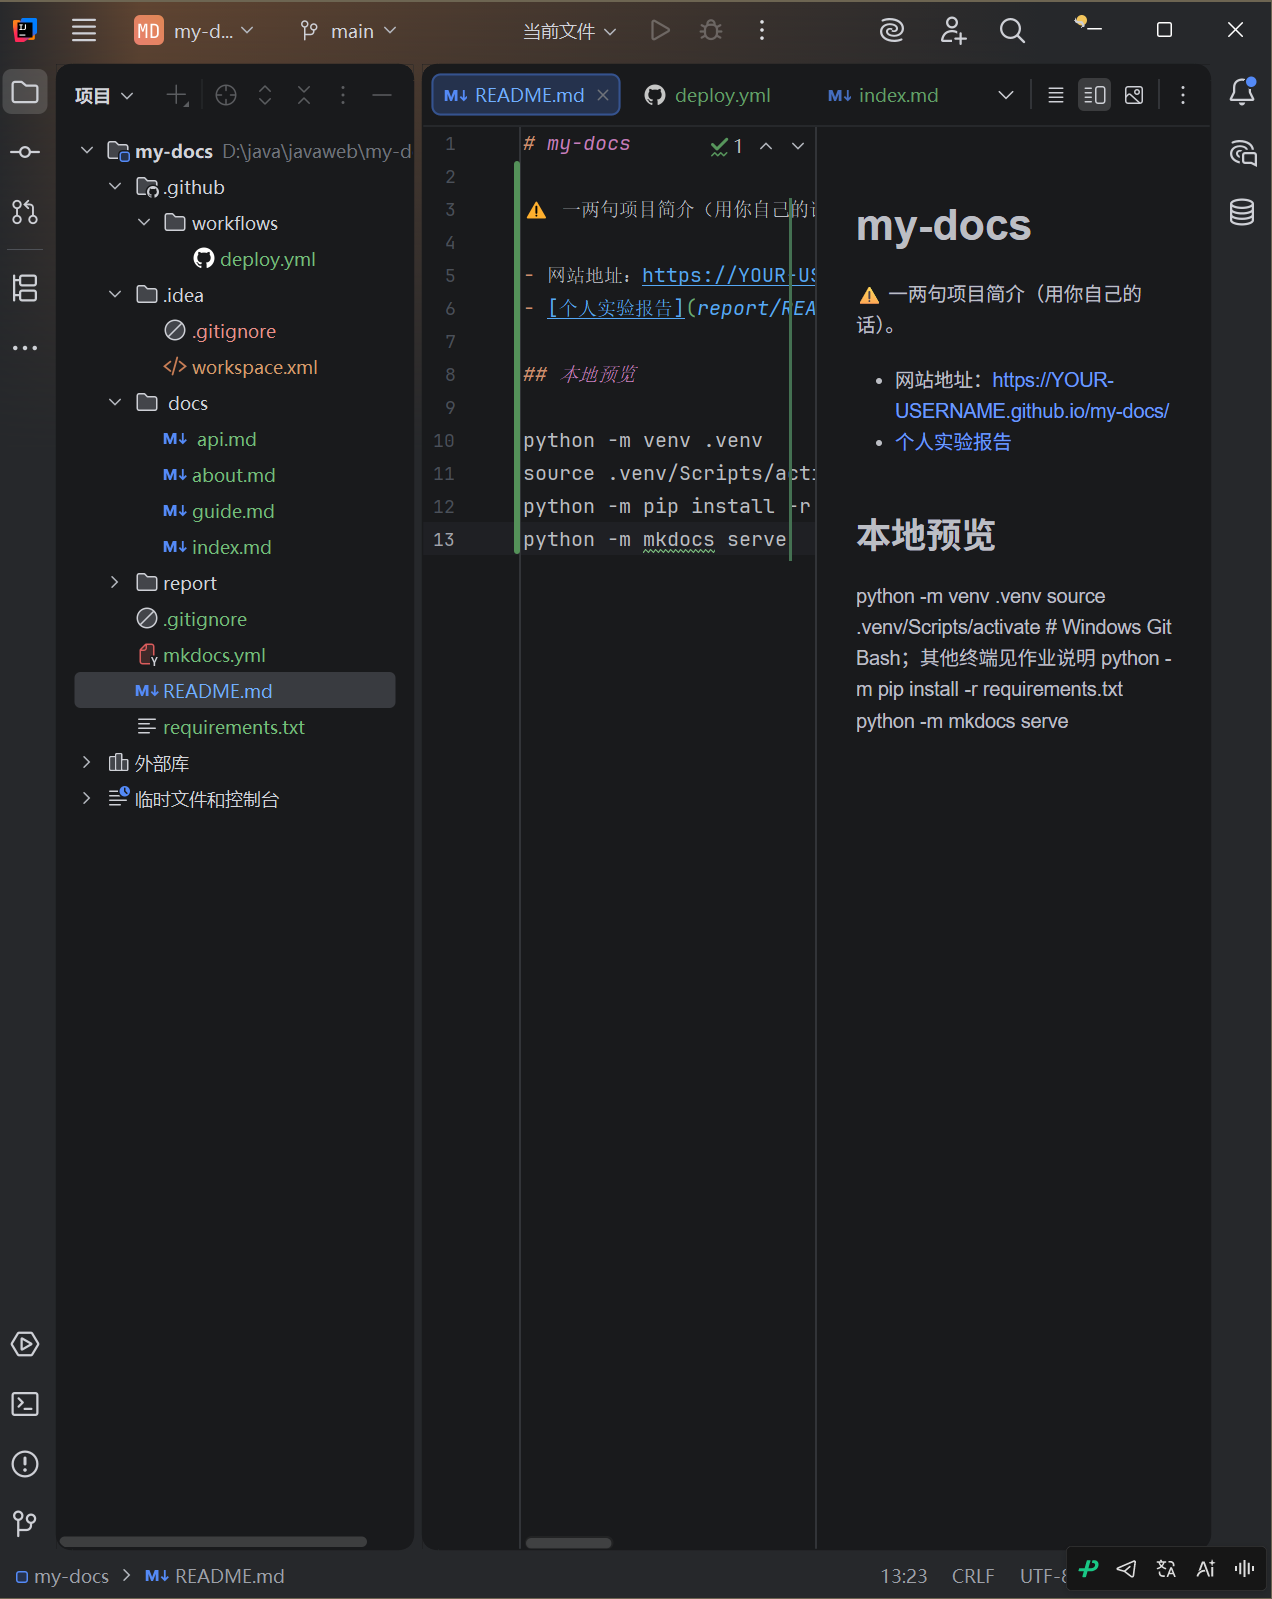 MD my-d... main 当前文件
项目
my-docs D:\java\javaweb\my-d
.github
workflows
deploy.yml
.idea
.gitignore
workspace.xml
docs
api.md
about.md
guide.md
index.md
report
.gitignore
mkdocs.yml
README.md
requirements.txt
外部库
临时文件和控制台
README.md deploy.yml index.md
1 # my-docs 1
2
3 ⚠️ 一两句项目简介（用你自己的
4
5 - 网站地址：https://YOUR-US
6 - [个人实验报告](report/REA
7
8 ## 本地预览
9
10 python -m venv .venv
11 source .venv/Scripts/acti
12 python -m pip install -r
13 python -m mkdocs serve
my-docs
⚠️ 一两句项目简介（用你自己的
话）。
• 网站地址：https://YOUR-
USERNAME.github.io/my-docs/
• 个人实验报告
本地预览
python -m venv .venv source
.venv/Scripts/activate # Windows Git
Bash；其他终端见作业说明 python -
m pip install -r requirements.txt
python -m mkdocs serve
my-docs > README.md 13:23 CRLF UTF-8